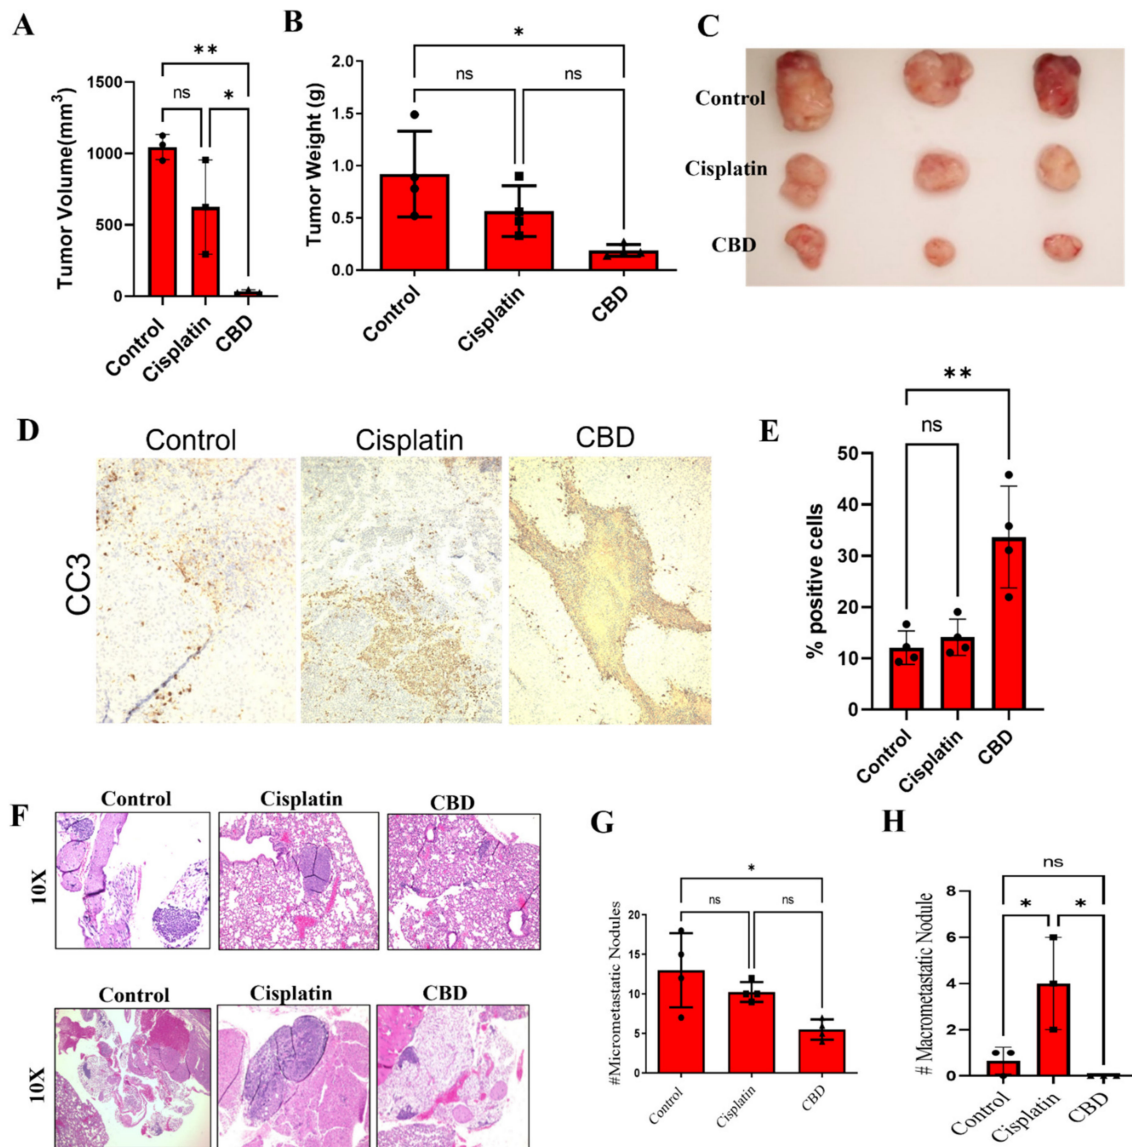 A
**
ns
*
1500
1000
500
0
Tumor Volume(mm³)
Control
Cisplatin
CBD
B
*
ns
ns
2.0
1.5
1.0
0.5
0.0
Tumor Weight (g)
Control
Cisplatin
CBD
C
Control
Cisplatin
CBD
D
Control
Cisplatin
CBD
CC3
E
**
ns
50
40
30
20
10
0
% positive cells
Control
Cisplatin
CBD
F
Control
Cisplatin
CBD
10X
Control
Cisplatin
CBD
10X
G
*
ns
ns
20
15
10
5
0
#Micrometastatic Nodules
Control
Cisplatin
CBD
H
ns
*
*
8
6
4
2
0
# Macrometastatic Nodule
Control
Cisplatin
CBD